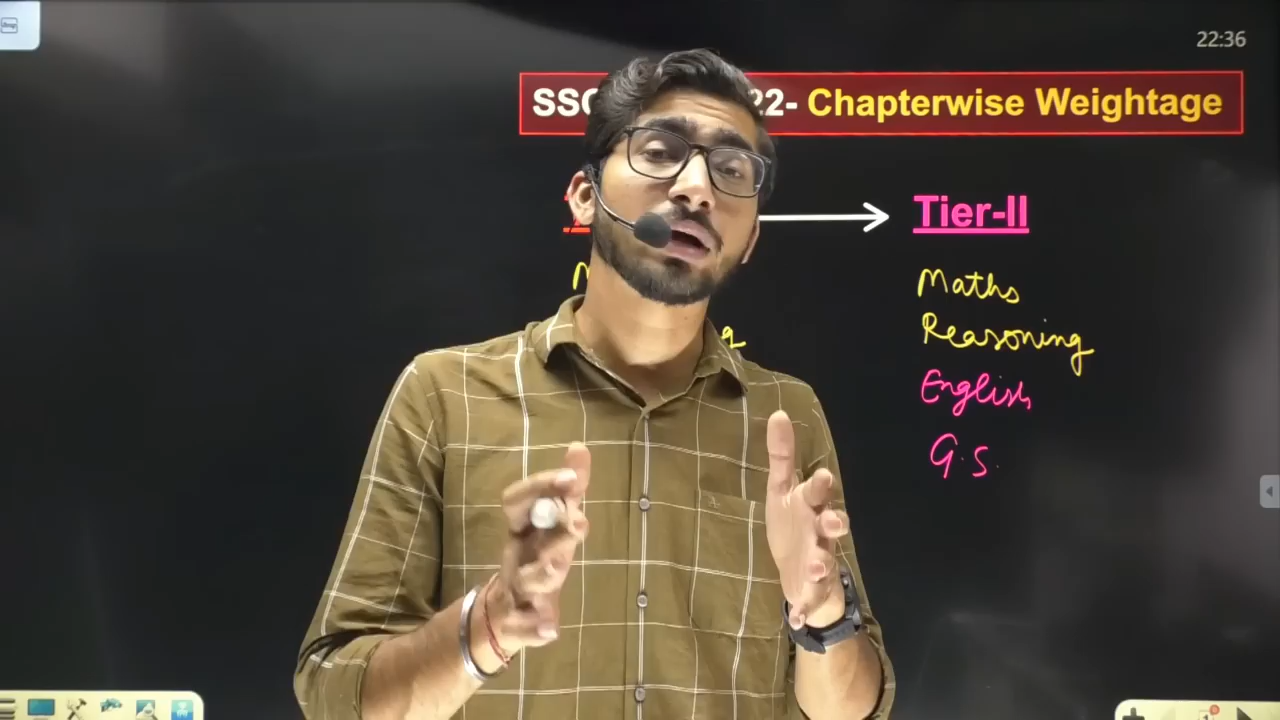 22:36
SSC 22- Chapterwise Weightage
Tier-II
Maths
Reasoning
English
G.S.